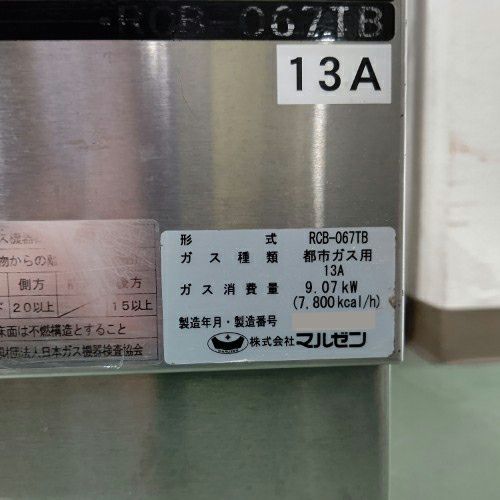 RCB-067TB
13A
形 式 RCB-067TB
ガス種類 都市ガス用
13A
ガス消費量 9.07kW
(7,800kcal/h)
製造年月・製造番号
株式会社 マルゼン
物からの
側方 後方
20以上 15以上
床面は不燃構造とすること
財団法人日本ガス機器検査協会